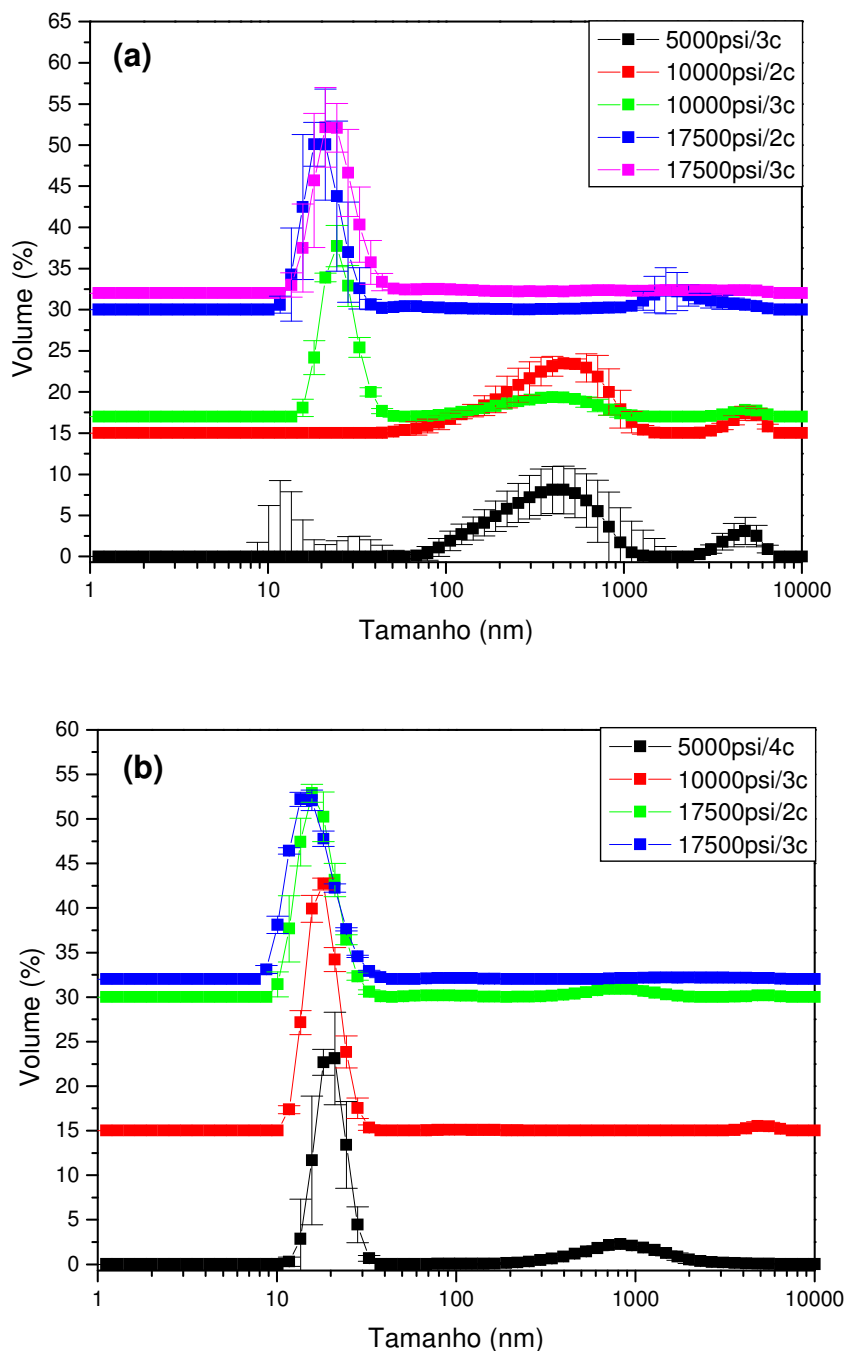 (a)
5000psi/3c
10000psi/2c
10000psi/3c
17500psi/2c
17500psi/3c
65
60
55
50
45
40
35
30
25
20
15
10
5
0
Volume (%)
1 10 100 1000 10000
Tamanho (nm)
(b)
5000psi/4c
10000psi/3c
17500psi/2c
17500psi/3c
60
55
50
45
40
35
30
25
20
15
10
5
0
Volume (%)
1 10 100 1000 10000
Tamanho (nm)